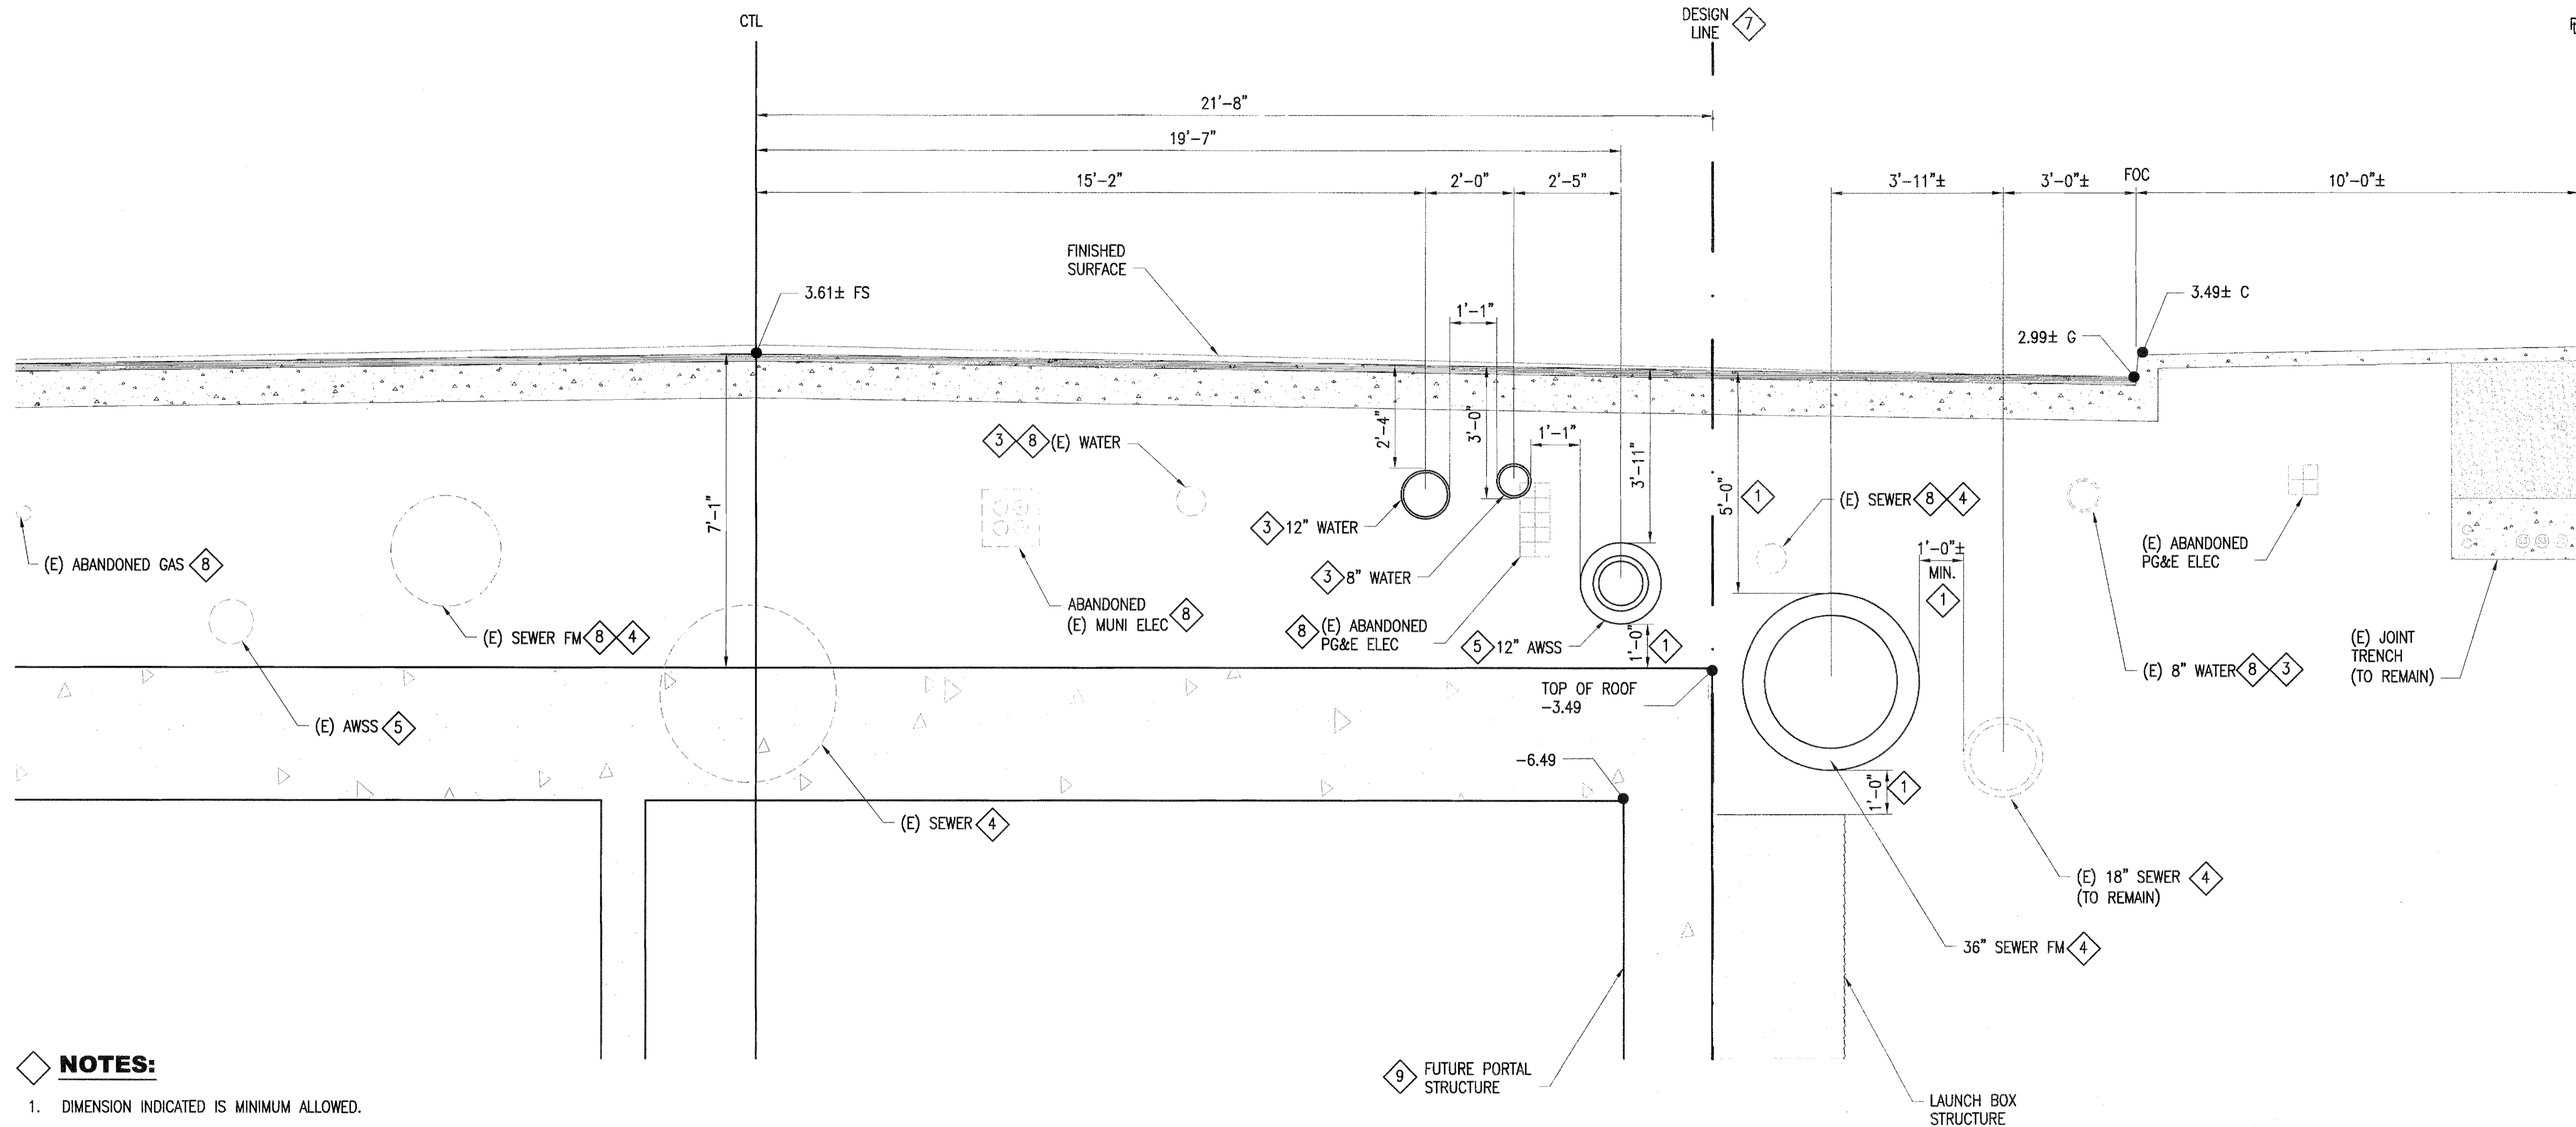 CTL
DESIGN
LINE
7
21'-8"
19'-7"
15'-2"
2'-0"
2'-5"
3'-11"±
3'-0"±
FOC
10'-0"±
FINISHED
SURFACE
3.61± FS
1'-1"
3.49± C
2.99± G
2'-4"
3'-0"
1'-1"
3'-11"
5'-0"
1
7'-1"
3 8 (E) WATER
(E) SEWER 8 4
3 12" WATER
(E) ABANDONED GAS 8
1'-0"±
MIN.
1
(E) ABANDONED
PG&E ELEC
3 8" WATER
ABANDONED
(E) MUNI ELEC 8
(E) SEWER FM 8 4
8 (E) ABANDONED
PG&E ELEC
5 12" AWSS
1'-0"
1
(E) JOINT
TRENCH
(TO REMAIN)
(E) 8" WATER 8 3
TOP OF ROOF
-3.49
(E) AWSS 5
-6.49
1'-0"
1
(E) SEWER 4
(E) 18" SEWER 4
(TO REMAIN)
36" SEWER FM 4
9 FUTURE PORTAL
STRUCTURE
LAUNCH BOX
STRUCTURE
NOTES:
1. DIMENSION INDICATED IS MINIMUM ALLOWED.